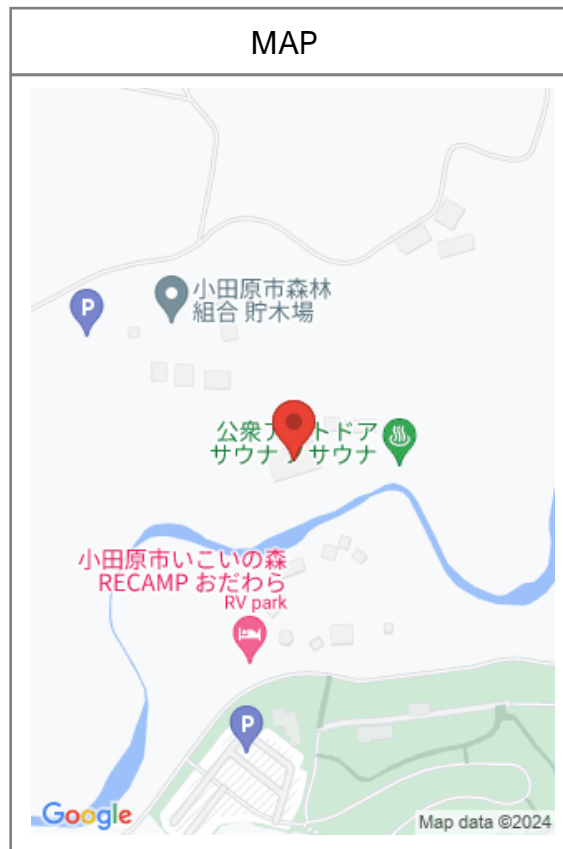 MAP
小田原市森林
組合 貯木場
P
公衆ア トドア
サウナ サウナ
小田原市いこいの森
RECAMP おだわら
RV park
P
Google
Map data ©2024